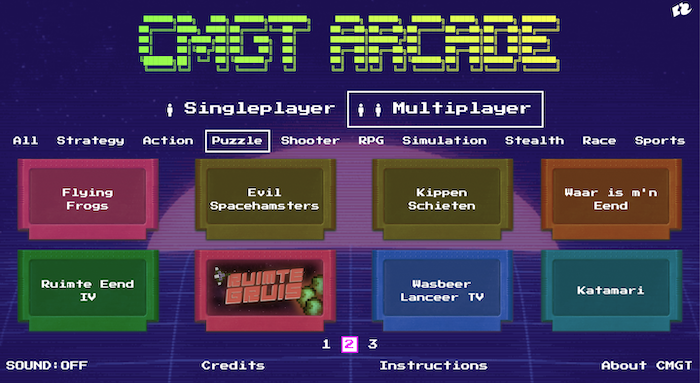 CMGT ARCADE
Singleplayer Multiplayer
All Strategy Action Puzzle Shooter RPG Simulation Stealth Race Sports
Flying
Frogs
Evil
Spacehamsters
Kippen
Schieten
Waar is m'n
Eend
Ruimte Eend
IV
RUIMTE
BRUIS
Wasbeer
Lanceer TV
Katamari
1 2 3
SOUND:OFF Credits Instructions About CMGT